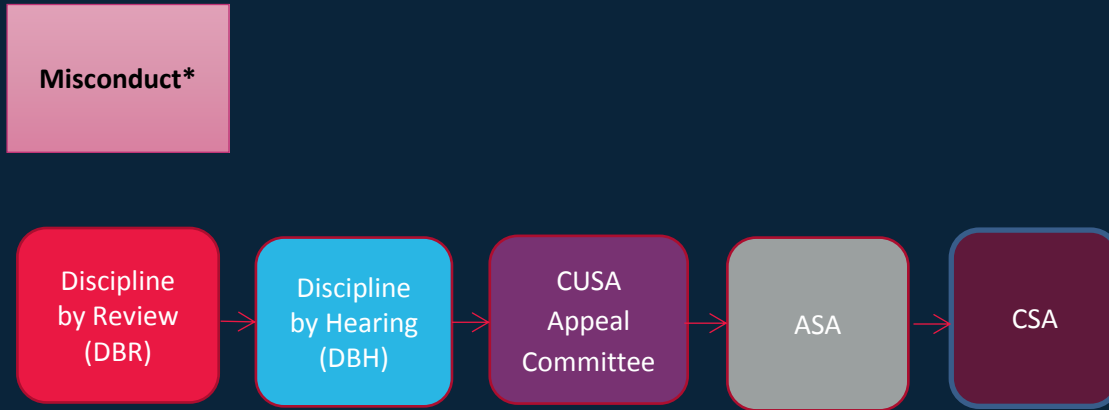 Misconduct*
Discipline
by Review
(DBR)
Discipline
by Hearing
(DBH)
CUSA
Appeal
Committee
ASA
CSA